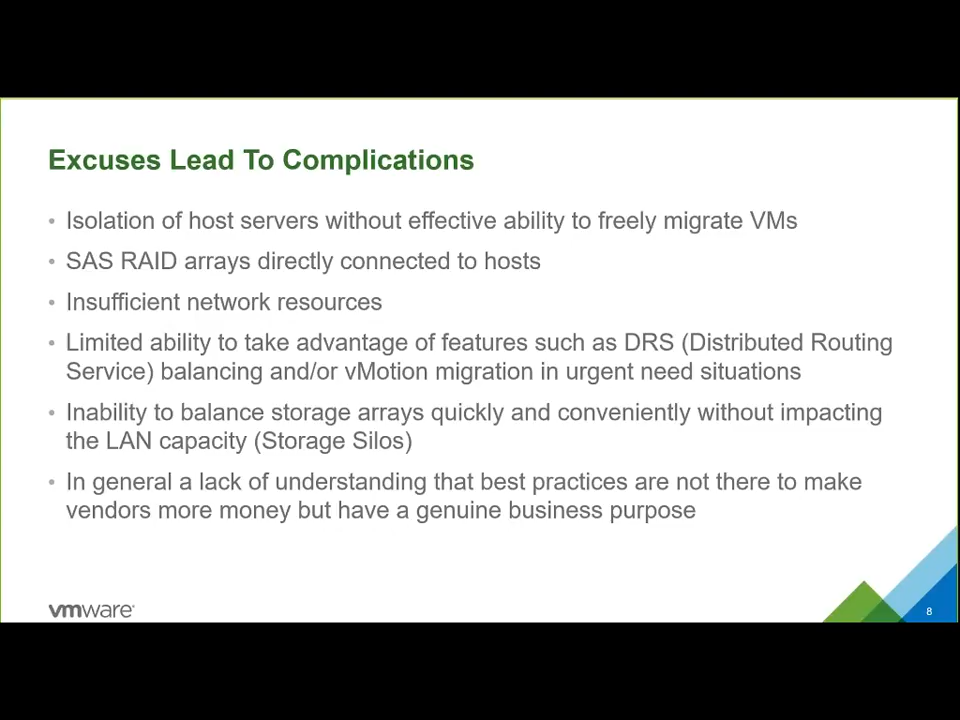 Excuses Lead To Complications
• Isolation of host servers without effective ability to freely migrate VMs
• SAS RAID arrays directly connected to hosts
• Insufficient network resources
• Limited ability to take advantage of features such as DRS (Distributed Routing
Service) balancing and/or vMotion migration in urgent need situations
• Inability to balance storage arrays quickly and conveniently without impacting
the LAN capacity (Storage Silos)
• In general a lack of understanding that best practices are not there to make
vendors more money but have a genuine business purpose
vmware
8